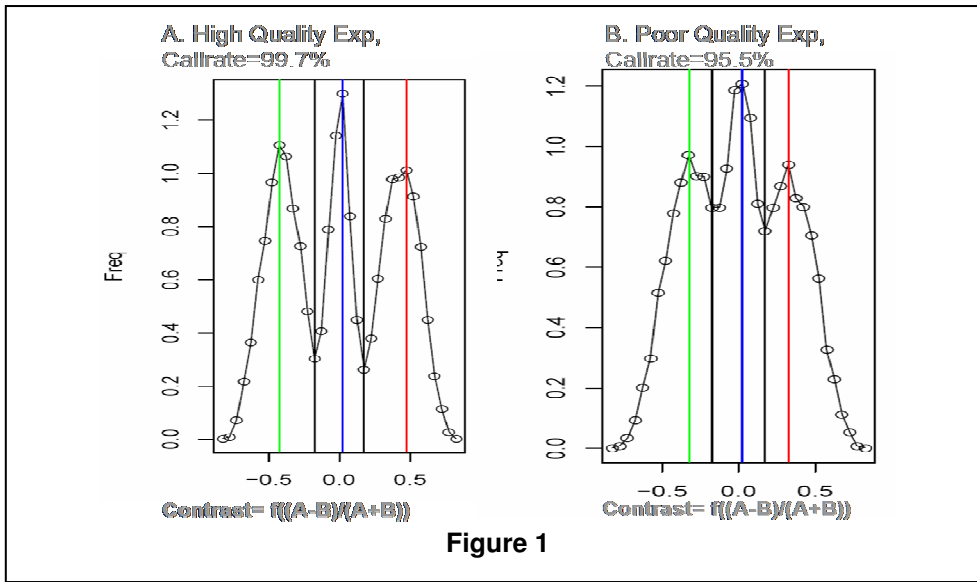 A. High Quality Exp,
Callrate=99.7%
Freq
0.0 0.2 0.4 0.6 0.8 1.0 1.2
−0.5 0.0 0.5
Contrast= f((A-B)/(A+B))
B. Poor Quality Exp,
Callrate=95.5%
0.0 0.2 0.4 0.6 0.8 1.0 1.2
−0.5 0.0 0.5
Contrast= f((A-B)/(A+B))
Figure 1